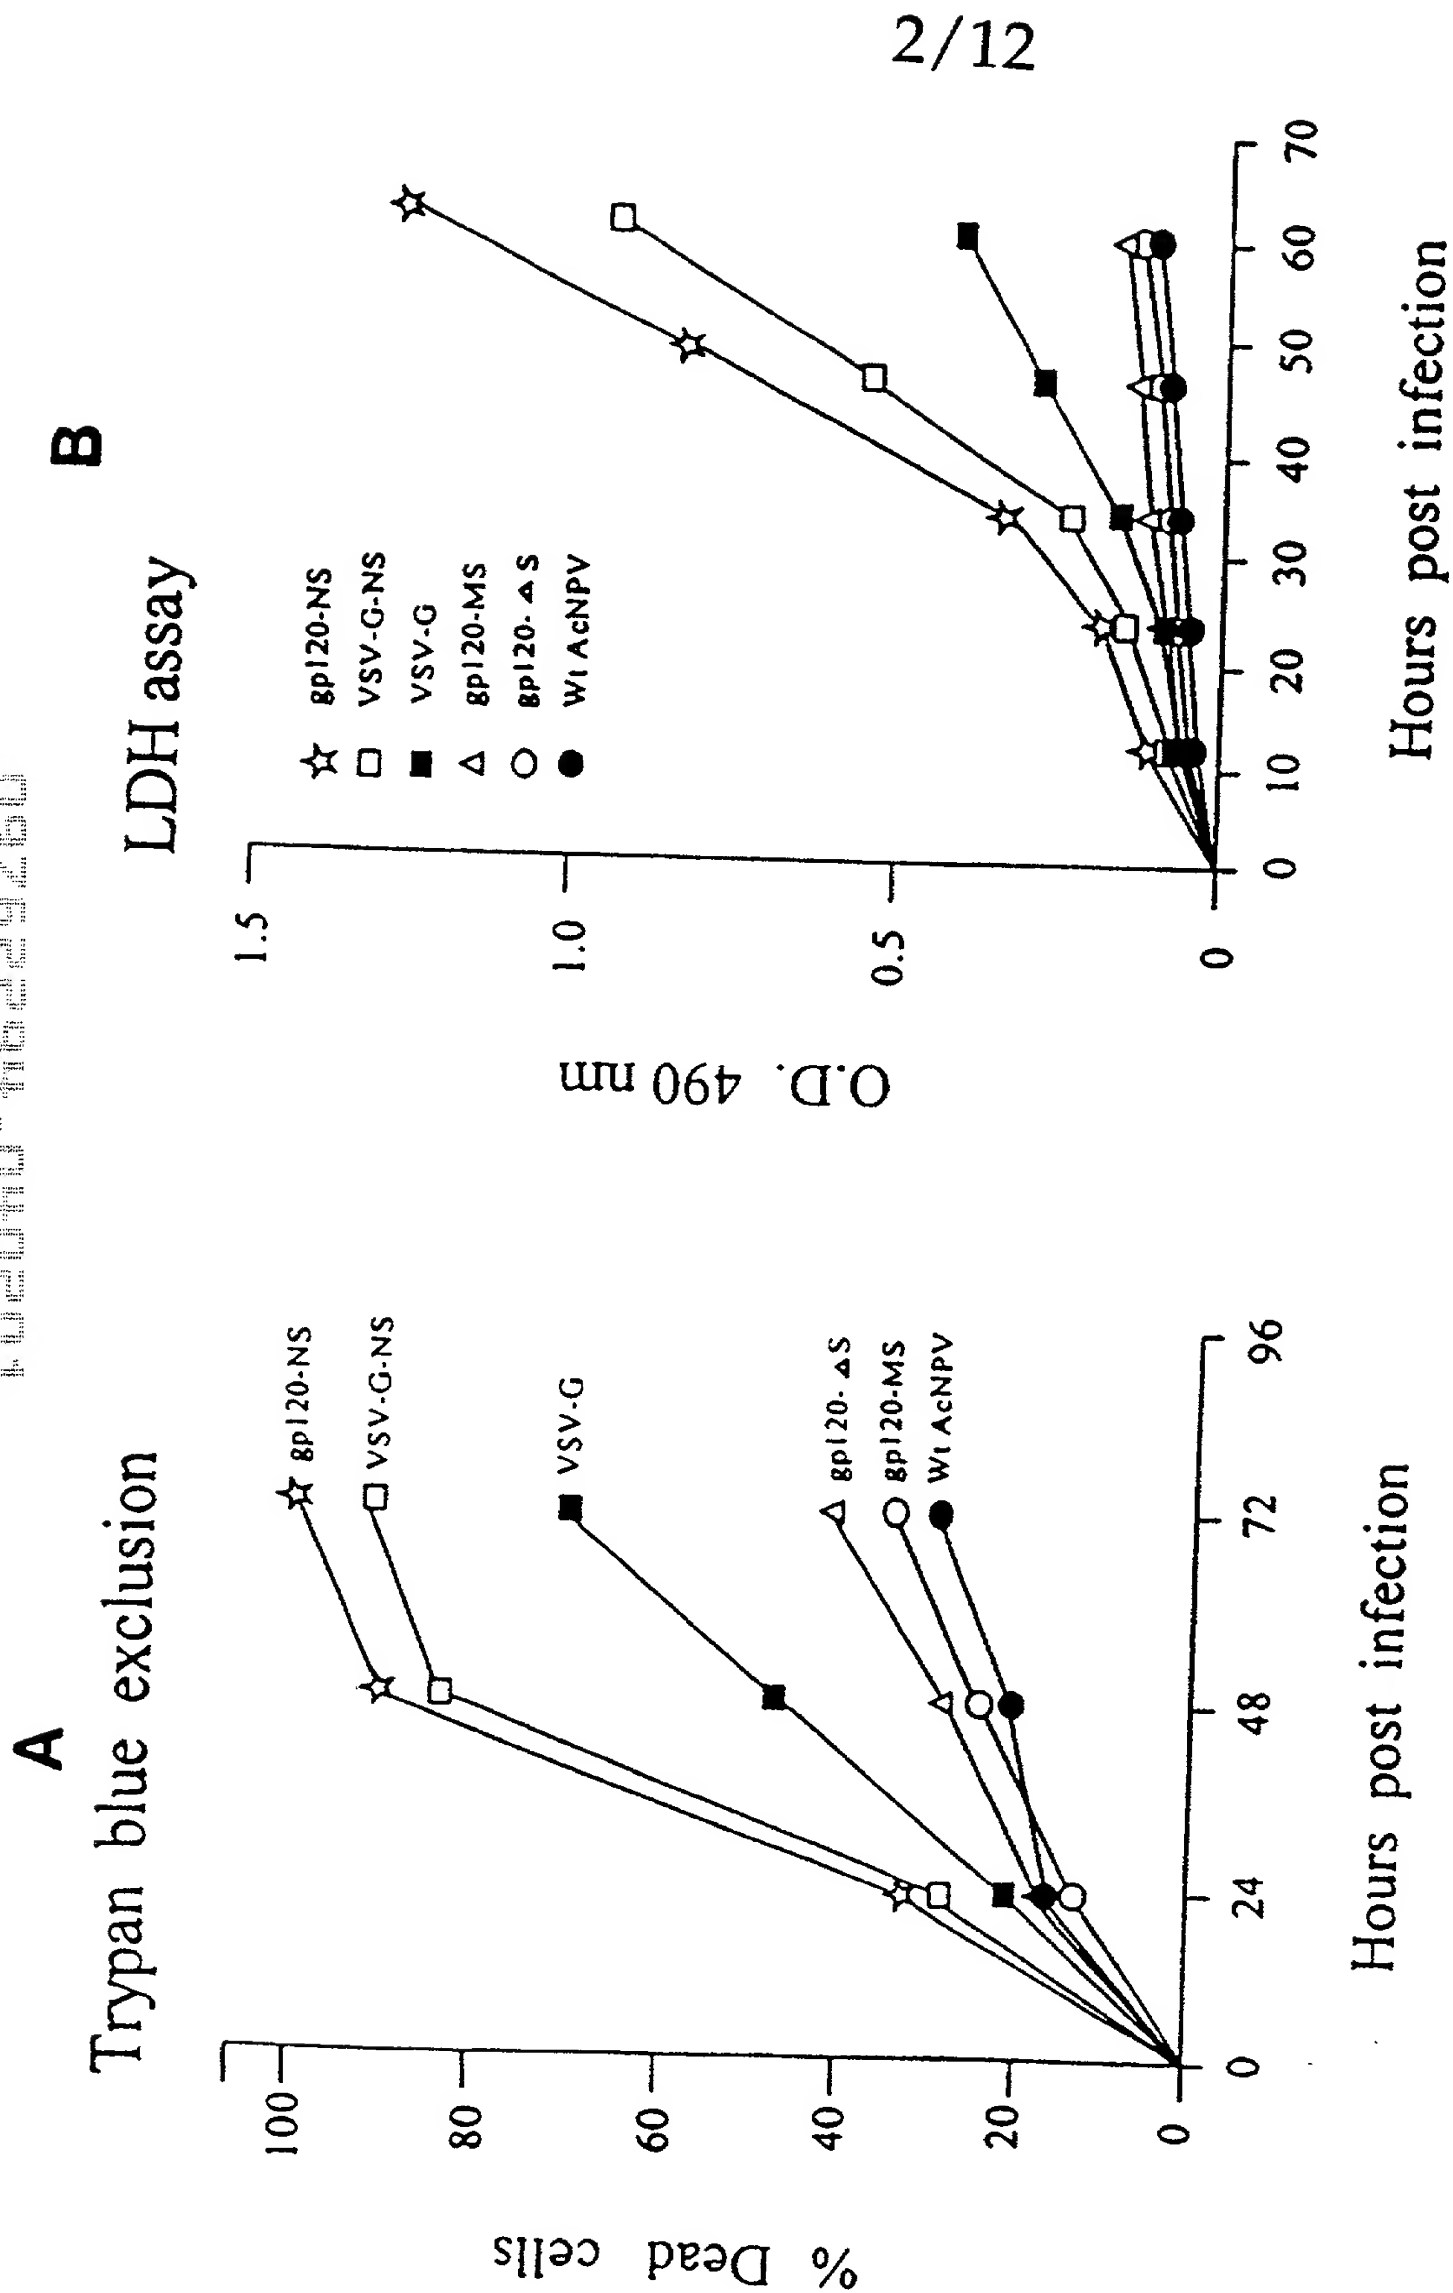 2/12
A
Trypan blue exclusion
% Dead cells
100
80
60
40
20
0
0
24
48
72
96
Hours post infection
gp120-NS
VSV-G-NS
VSV-G
gp120-▲S
gp120-MS
Wt AcNPV
B
LDH assay
O.D. 490 nm
1.5
1.0
0.5
0
0
10
20
30
40
50
60
70
Hours post infection
gp120-NS
VSV-G-NS
VSV-G
gp120-MS
gp120-▲S
Wt AcNPV